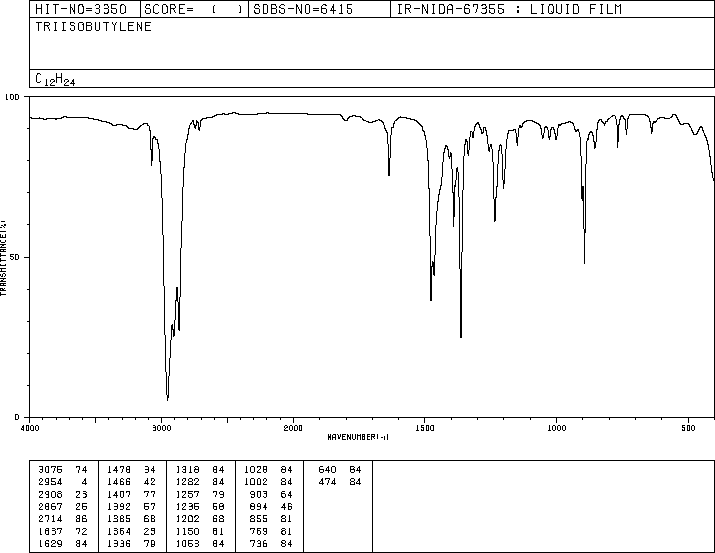 HIT-NO=3350 SCORE= ( ) SDBS-NO=6415 IR-NIDA-67355 : LIQUID FILM
TRIISOBUTYLENE
C12H24
100
50
0
TRANSMITTANCE(%)
4000 3000 2000 1500 1000 500
WAVENUMBER(-1)
3075 74 1478 34 1318 84 1028 84 640 84
2954 4 1466 42 1282 84 1002 84 474 84
2908 23 1407 77 1257 79 903 64
2867 26 1392 57 1235 58 894 46
2714 86 1385 68 1202 68 855 81
1637 72 1364 23 1150 81 769 81
1629 84 1336 79 1053 84 736 84